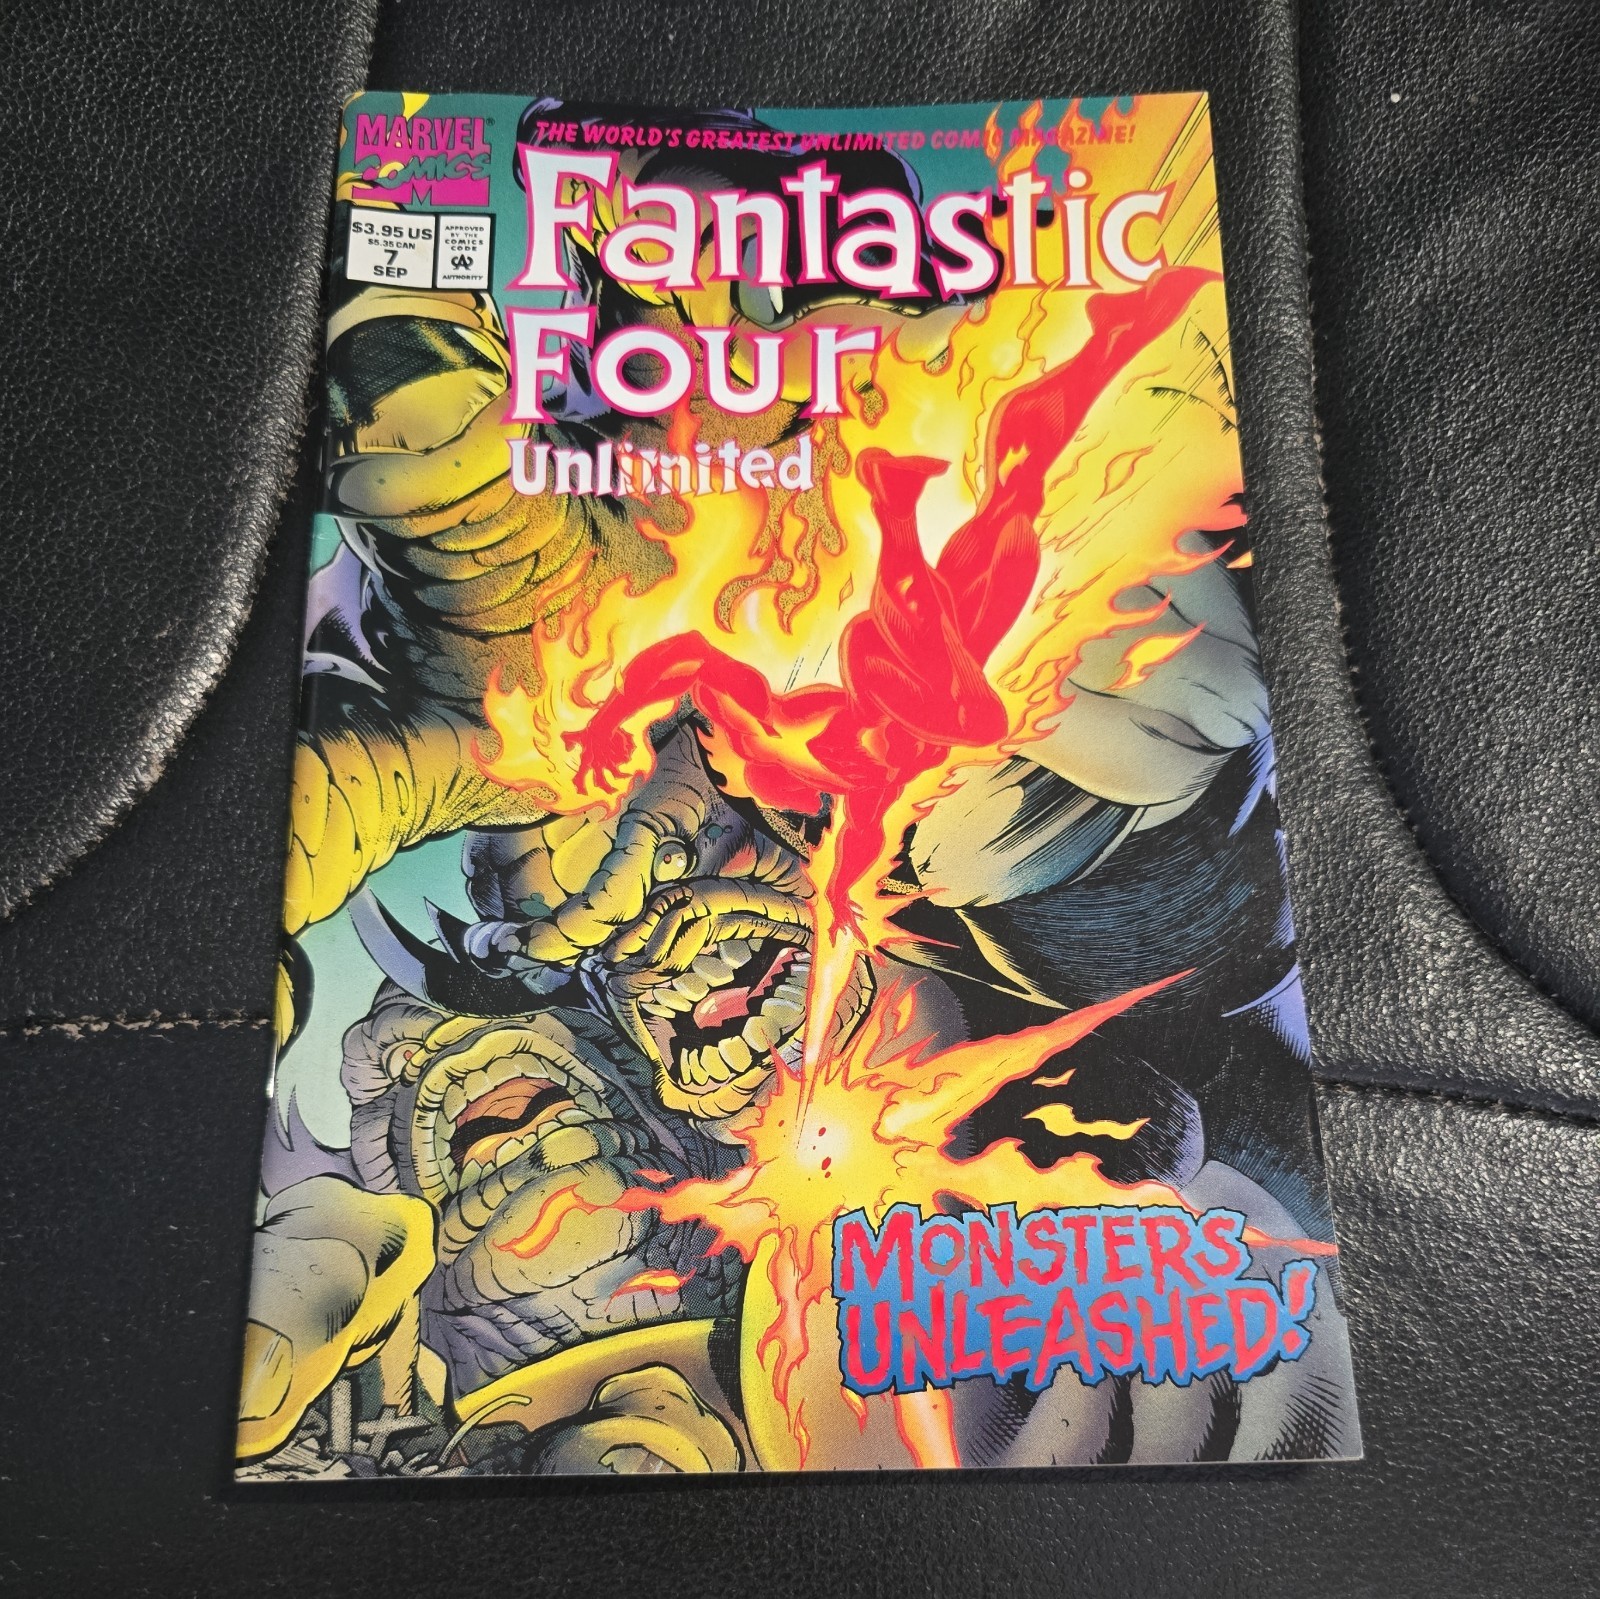 THE WORLD'S GREATEST UNLIMITED COMIC MAGAZINE!
MARVEL®
COMICS
M
$3.95 US
$5.35 CAN
7
SEP
APPROVED
BY THE
COMICS
CODE
CA
AUTHORITY
Fantastic
Four
Unlimited
MONSTERS
UNLEASHED!